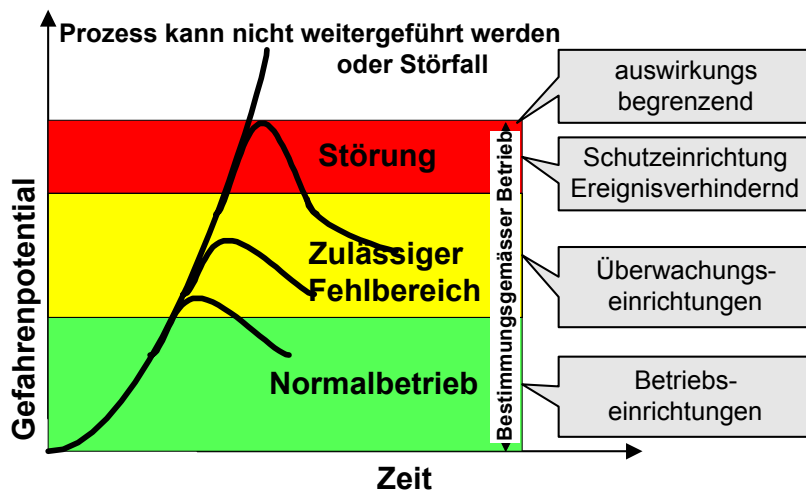 Prozess kann nicht weitergeführt werden
oder Störfall
Störung
Zulässiger
Fehlbereich
Normalbetrieb
Gefahrenpotential
Zeit
Bestimmungsgemässer Betrieb
auswirkungs
begrenzend
Schutzeinrichtung
Ereignisverhindernd
Überwachungs-
einrichtungen
Betriebs-
einrichtungen